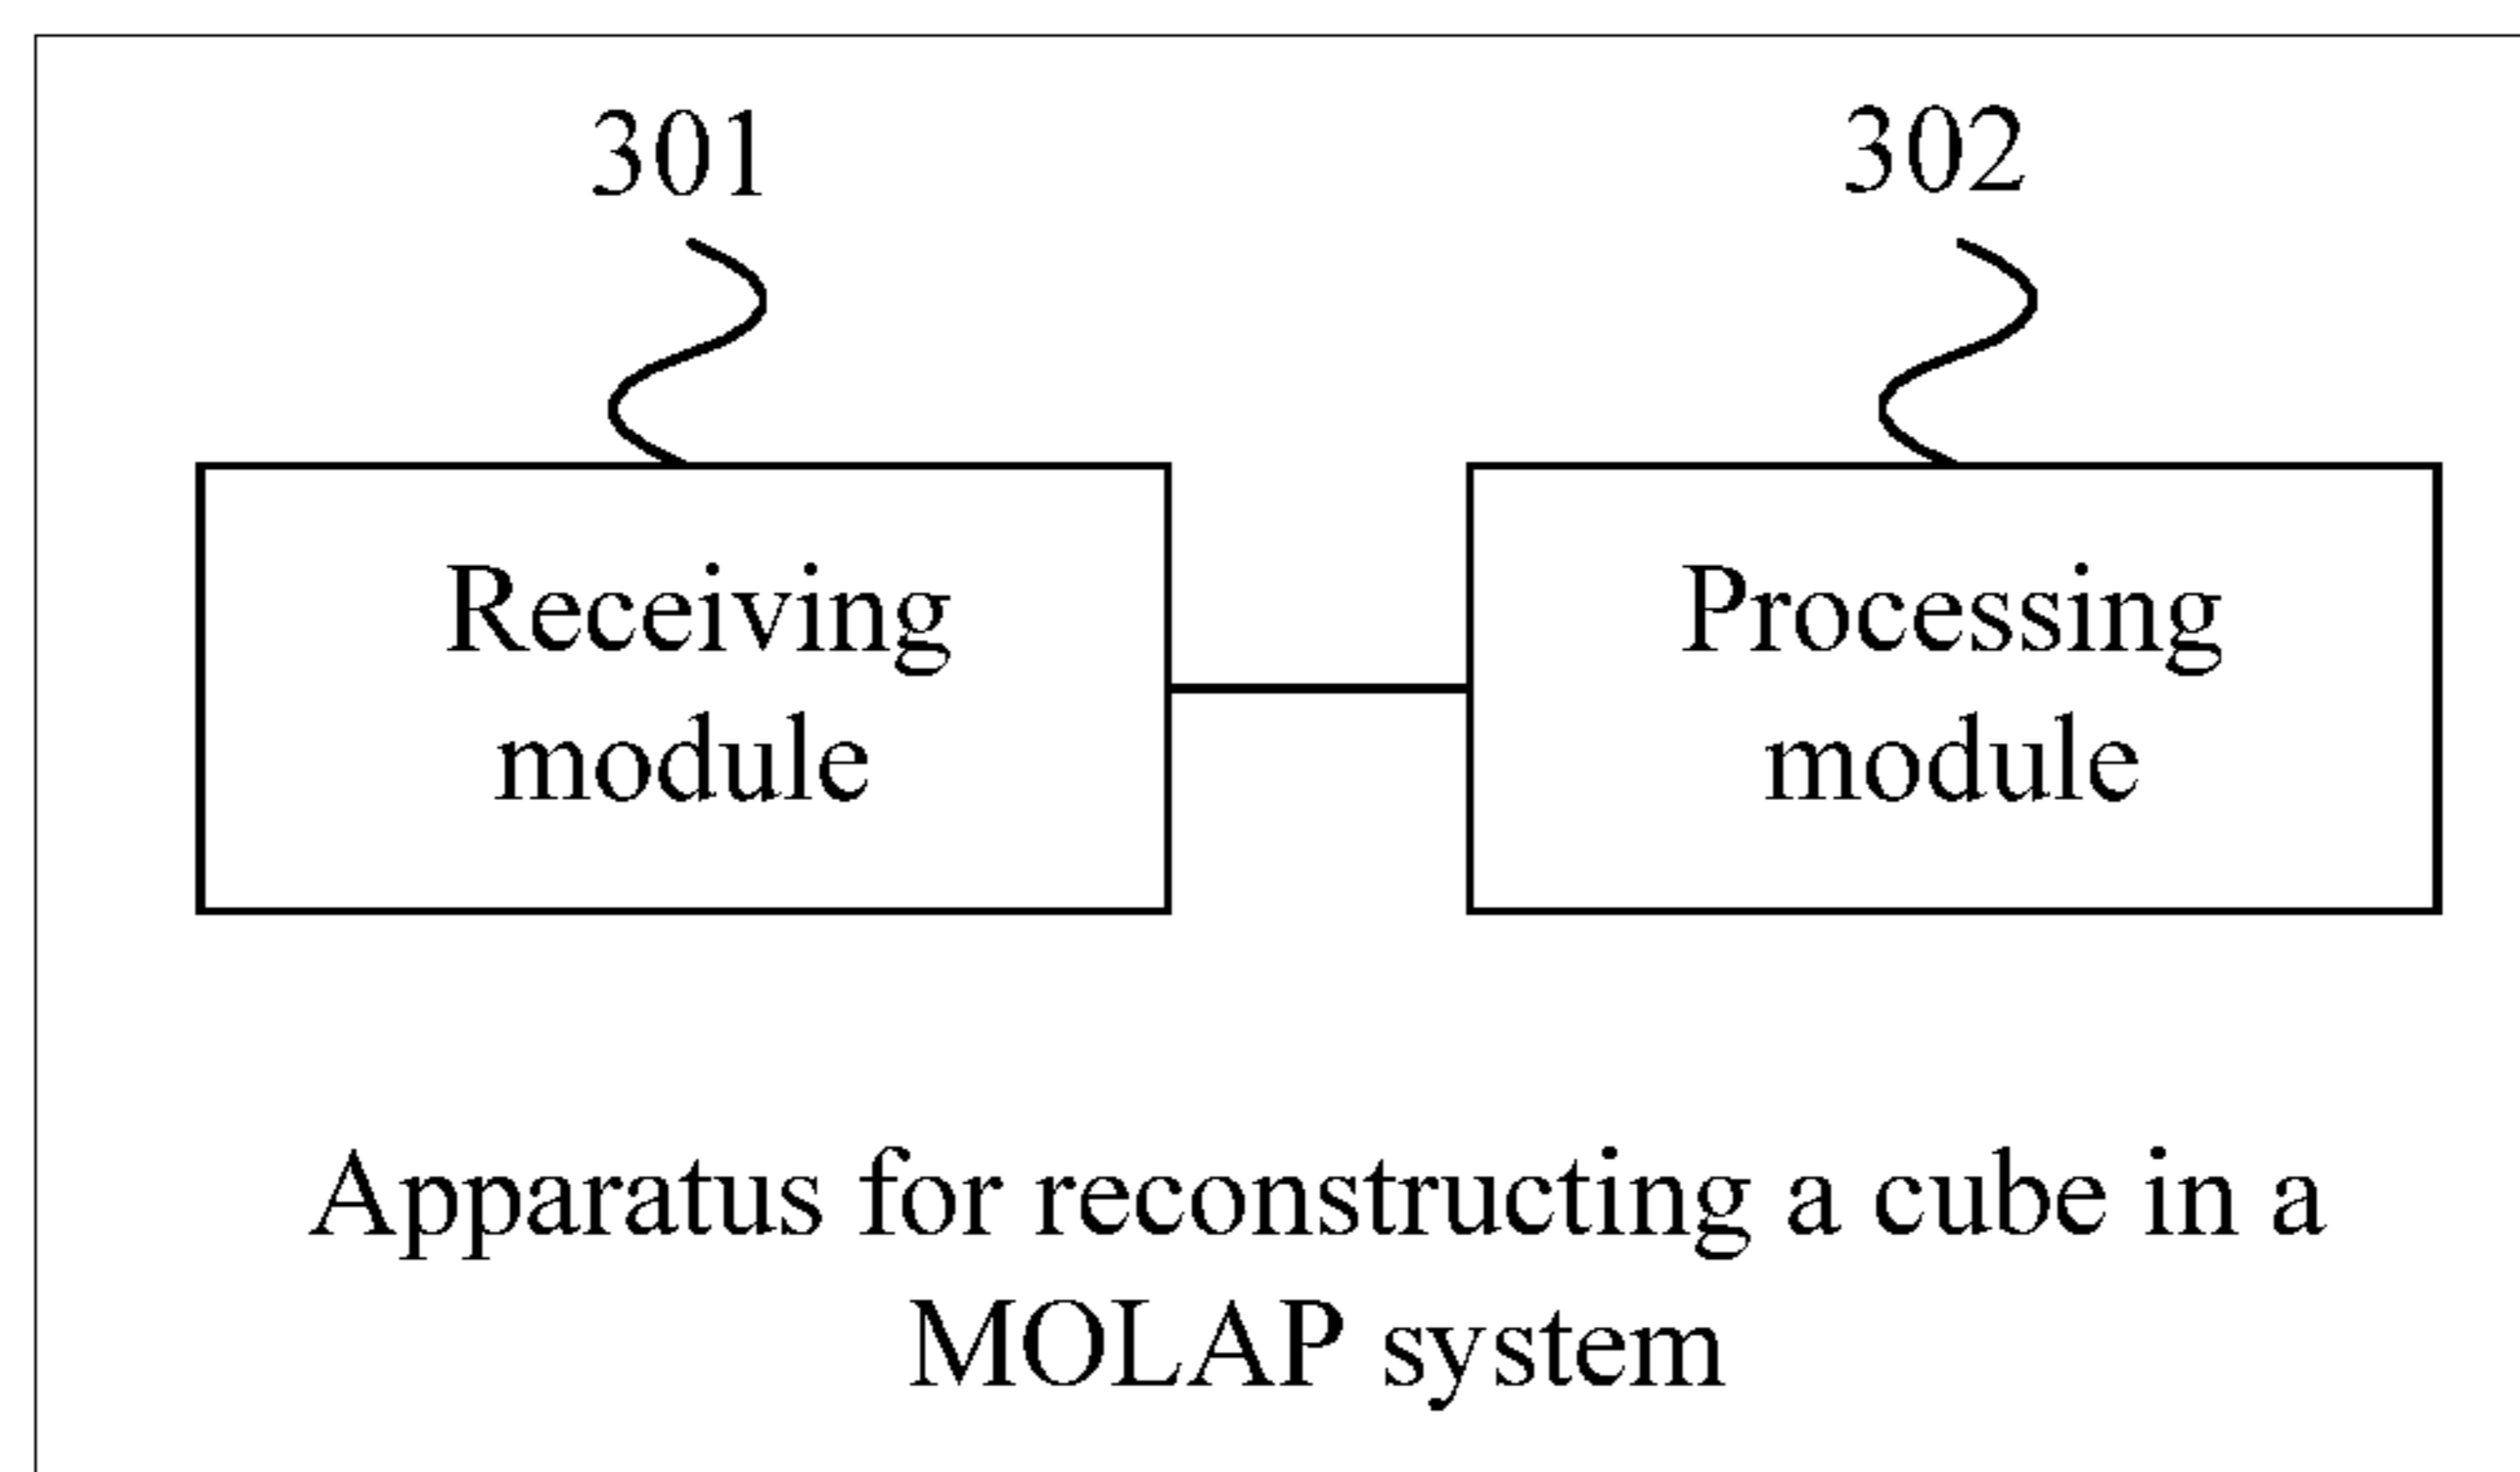 301
302
Receiving
module
Processing
module
Apparatus for reconstructing a cube in a
MOLAP system